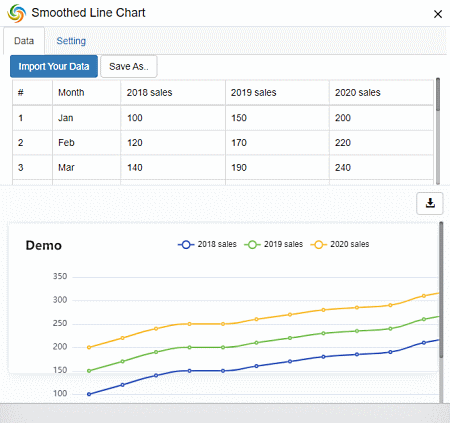 Smoothed Line Chart ×
Data Setting
Import Your Data Save As..
# Month 2018 sales 2019 sales 2020 sales
1 Jan 100 150 200
2 Feb 120 170 220
3 Mar 140 190 240
Demo 2018 sales 2019 sales 2020 sales
350
300
250
200
150
100